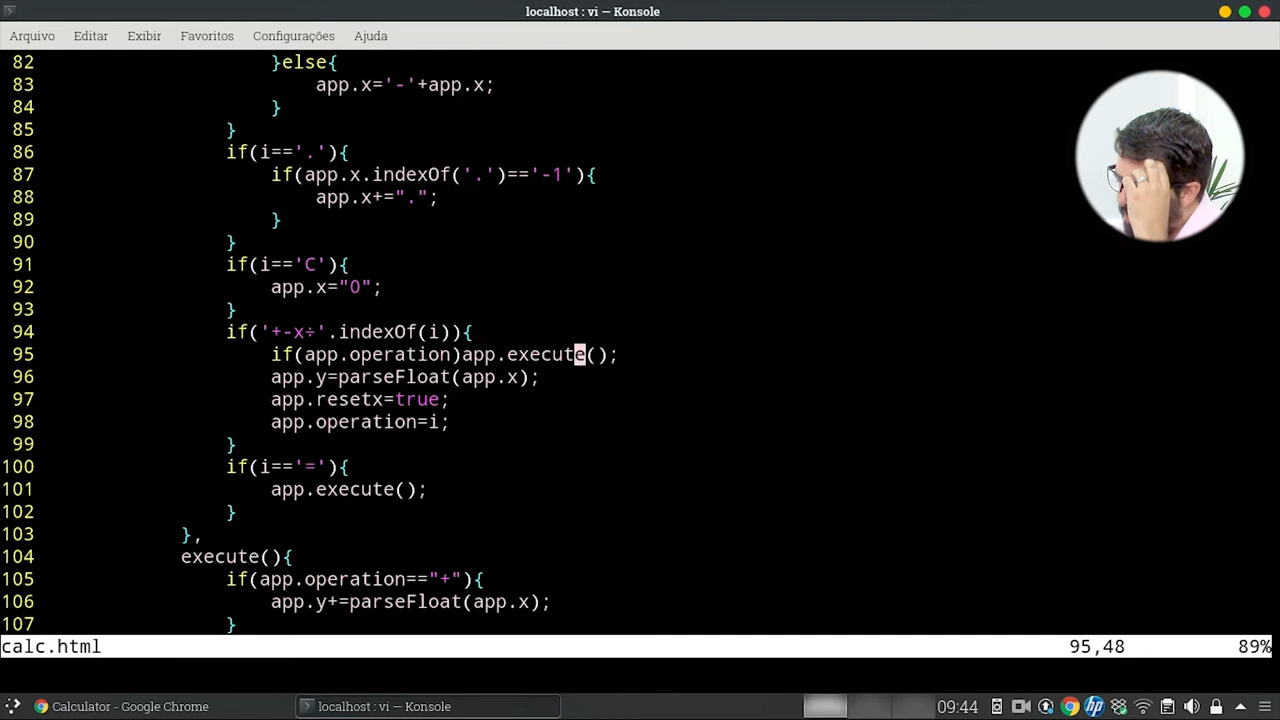 localhost : vi — Konsole
Arquivo Editar Exibir Favoritos Configurações Ajuda
82 }else{
83 app.x='-'+app.x;
84 }
85 }
86 if(i=='.'){
87 if(app.x.indexOf('.')=='-1'){
88 app.x+=".";
89 }
90 }
91 if(i=='C'){
92 app.x="0";
93 }
94 if('+-x÷'.indexOf(i)){
95 if(app.operation)app.execute();
96 app.y=parseFloat(app.x);
97 app.resetx=true;
98 app.operation=i;
99 }
100 if(i=='='){
101 app.execute();
102 }
103 },
104 execute(){
105 if(app.operation=="+"){
106 app.y+=parseFloat(app.x);
107 }
calc.html 95,48 89%
Calculator - Google Chrome localhost : vi — Konsole 09:44